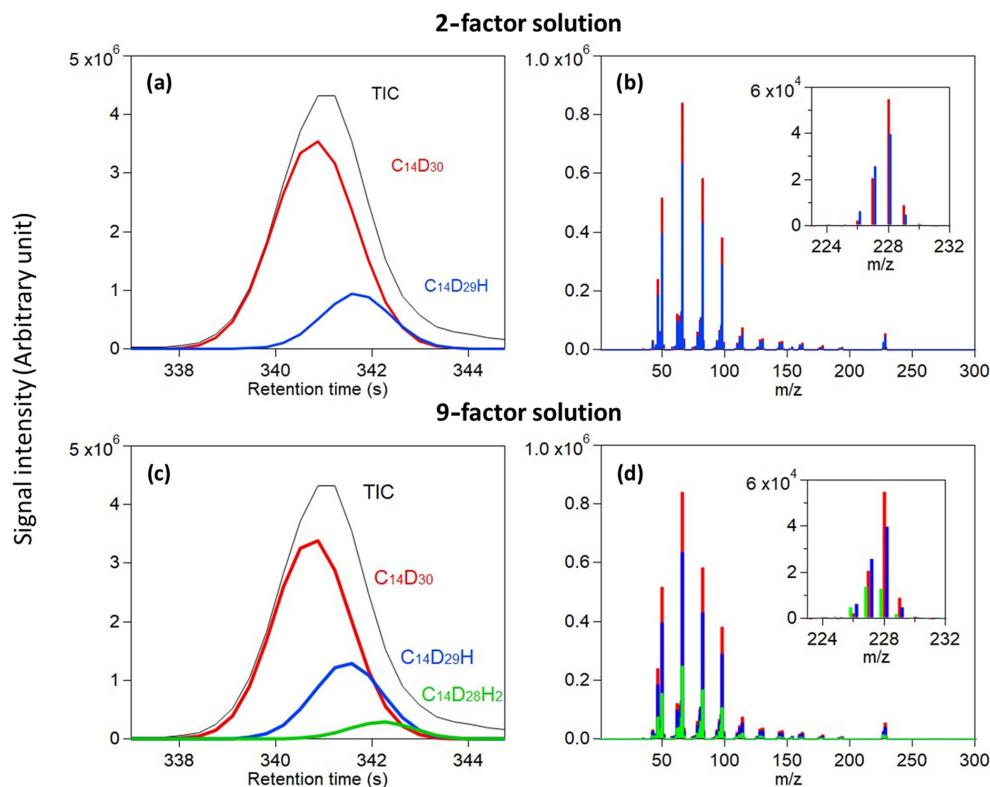 2-factor solution
Signal intensity (Arbitrary unit)
5 x10⁶
(a)
TIC
C₁₄D₃₀
C₁₄D₂₉H
4
3
2
1
0
338 340 342 344
Retention time (s)
1.0 x10⁶
(b)
0.8
0.6
0.4
0.2
0.0
50 100 150 200 250 300
m/z
6 x10⁴
4
2
0
224 228 232
m/z
9-factor solution
5 x10⁶
(c)
TIC
C₁₄D₃₀
C₁₄D₂₉H
C₁₄D₂₈H₂
4
3
2
1
0
338 340 342 344
Retention time (s)
1.0 x10⁶
(d)
0.8
0.6
0.4
0.2
0.0
50 100 150 200 250 300
m/z
6 x10⁴
4
2
0
224 228 232
m/z